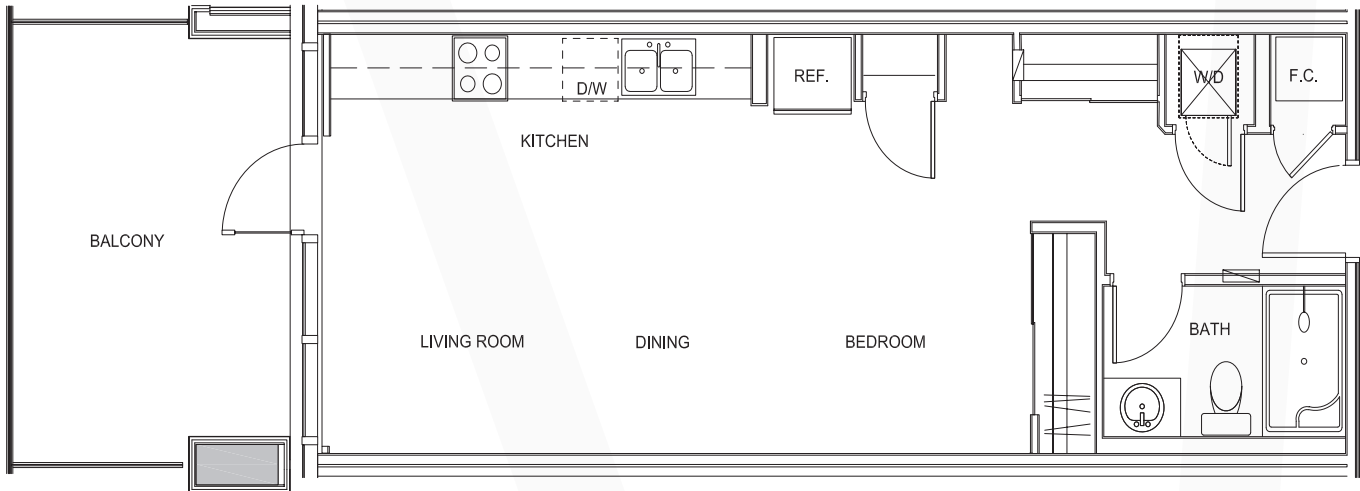 REF.
W/D
F.C.
D/W
KITCHEN
BALCONY
LIVING ROOM
DINING
BEDROOM
BATH